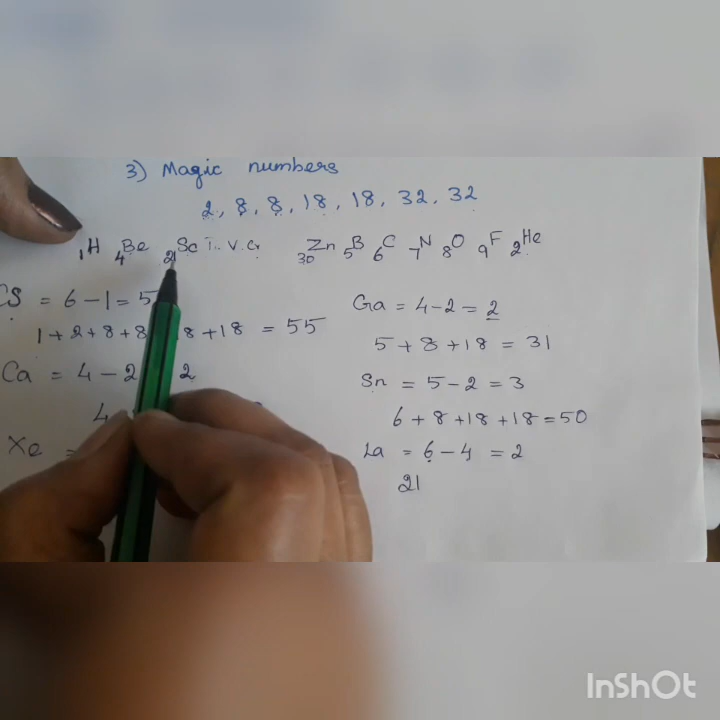 3) Magic numbers
2, 8, 8, 18, 18, 32, 32
1H 4Be 21Sc Ti.. V. Cr 30Zn 5B 6C 7N 8O 9F 2He
Cs = 6 - 1 = 5
1 + 2 + 8 + 8 18 + 18 = 55
Ca = 4 - 2 2
4
Xe =
Ga = 4 - 2 = 2
5 + 8 + 18 = 31
Sn = 5 - 2 = 3
6 + 8 + 18 + 18 = 50
La = 6 - 4 = 2
21
InShOt